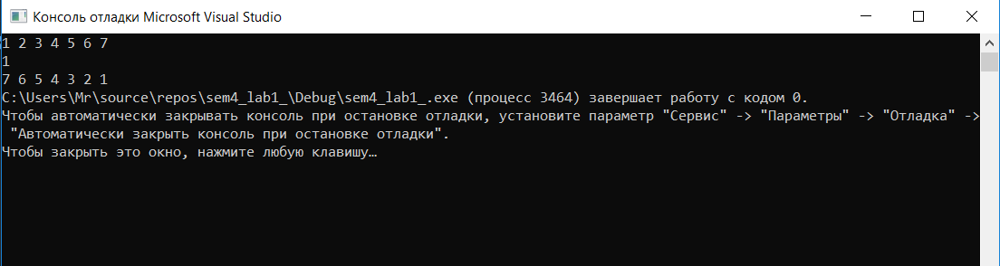 Консоль отладки Microsoft Visual Studio
1 2 3 4 5 6 7
1
7 6 5 4 3 2 1
C:\Users\Mr\source\repos\sem4_lab1_\Debug\sem4_lab1_.exe (процесс 3464) завершает работу с кодом 0.
Чтобы автоматически закрывать консоль при остановке отладки, установите параметр "Сервис" -> "Параметры" -> "Отладка" ->
"Автоматически закрыть консоль при остановке отладки".
Чтобы закрыть это окно, нажмите любую клавишу…